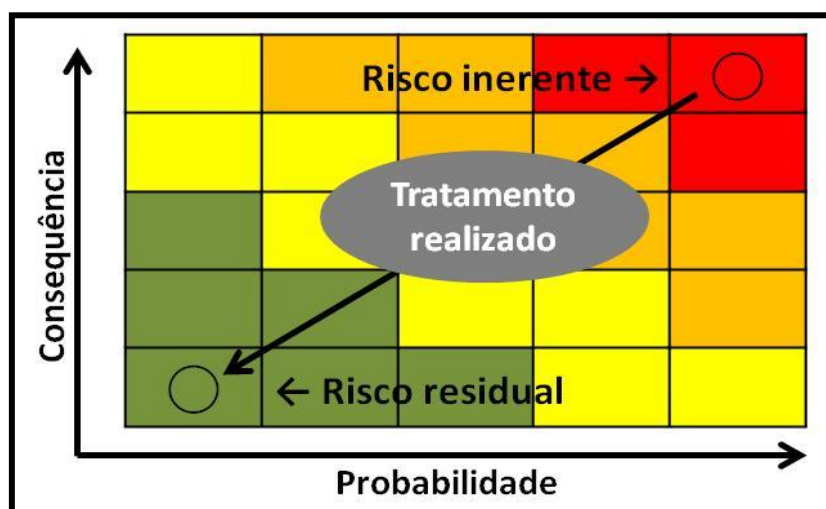 Risco inerente →
Tratamento
realizado
Consequência
← Risco residual
Probabilidade